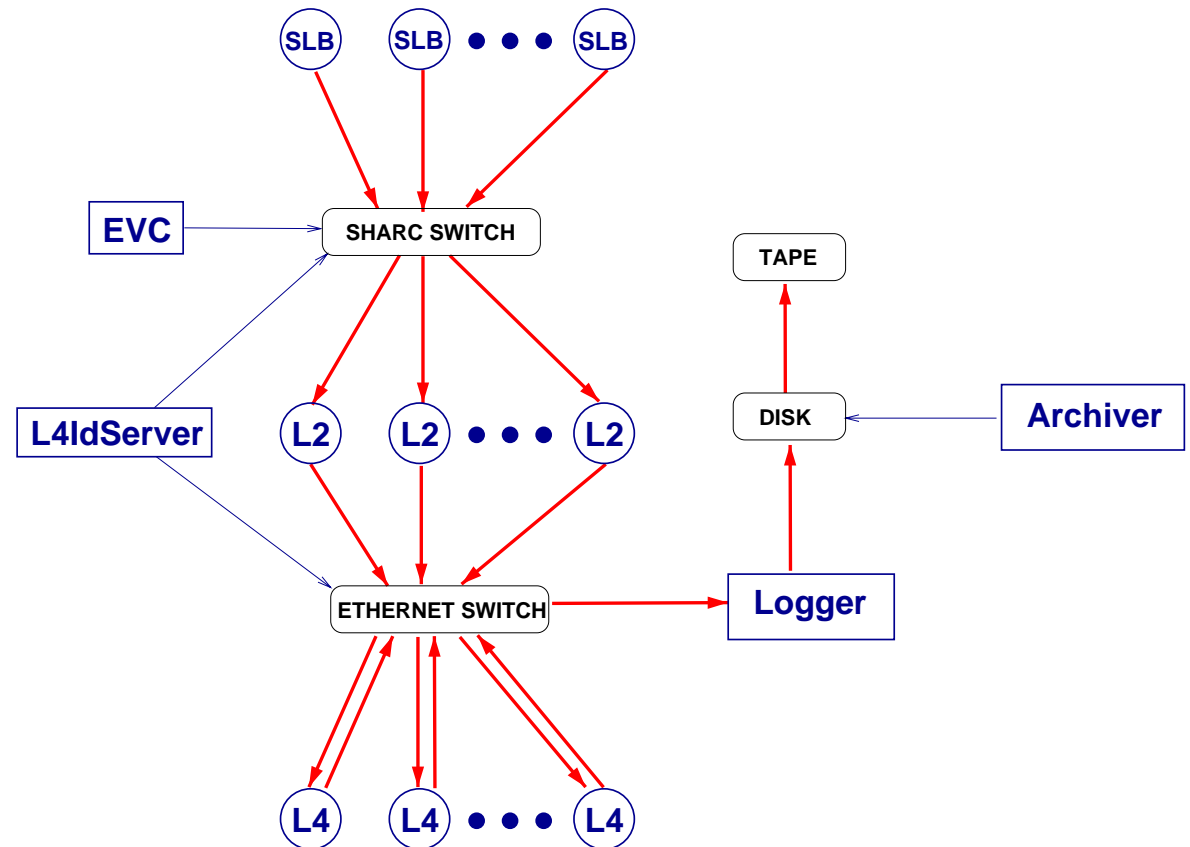 SLB
SLB
SLB
EVC
SHARC SWITCH
TAPE
L4IdServer
L2
L2
L2
DISK
Archiver
ETHERNET SWITCH
Logger
L4
L4
L4